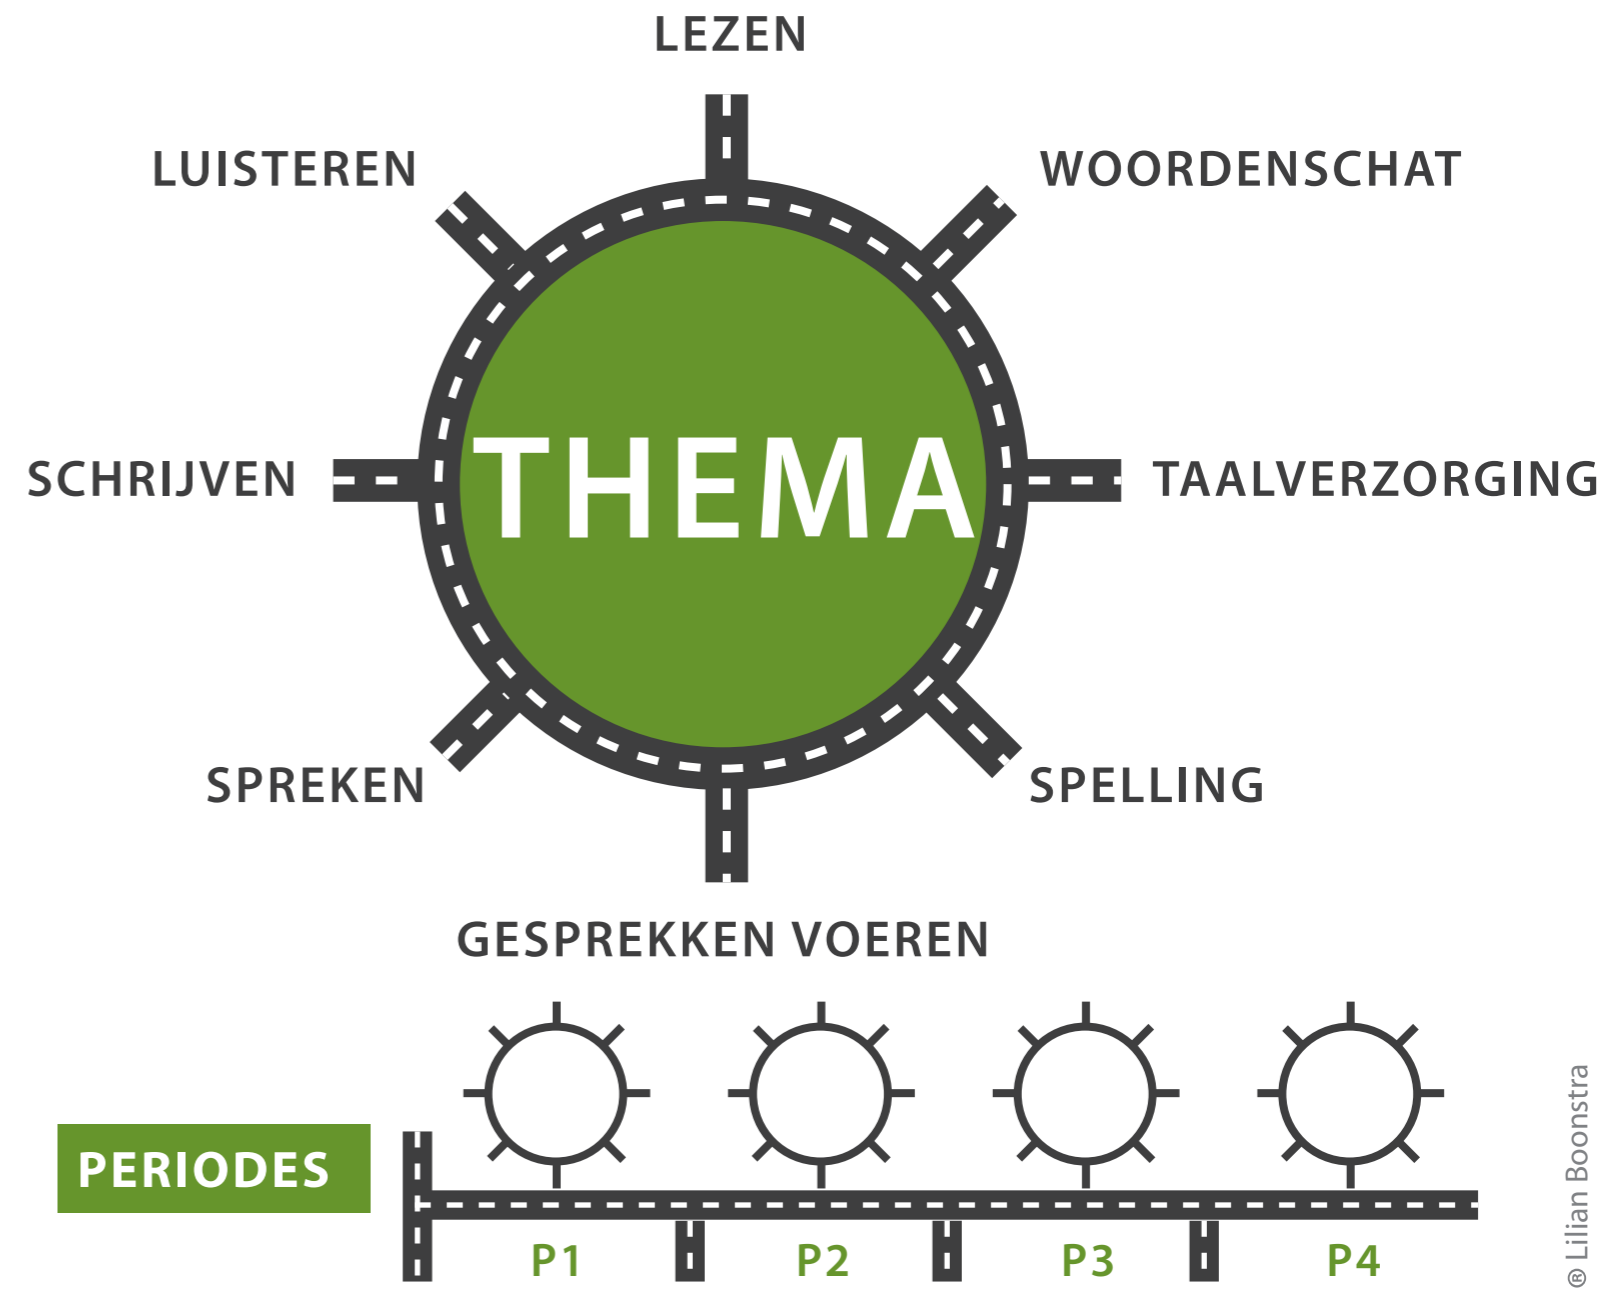 LEZEN
LUISTEREN
WOORDENSCHAT
THEMA
SCHRIJVEN
TAALVERZORGING
SPREKEN
SPELLING
GESPREKKEN VOEREN
PERIODES
P1
P2
P3
P4
® Lilian Boonstra